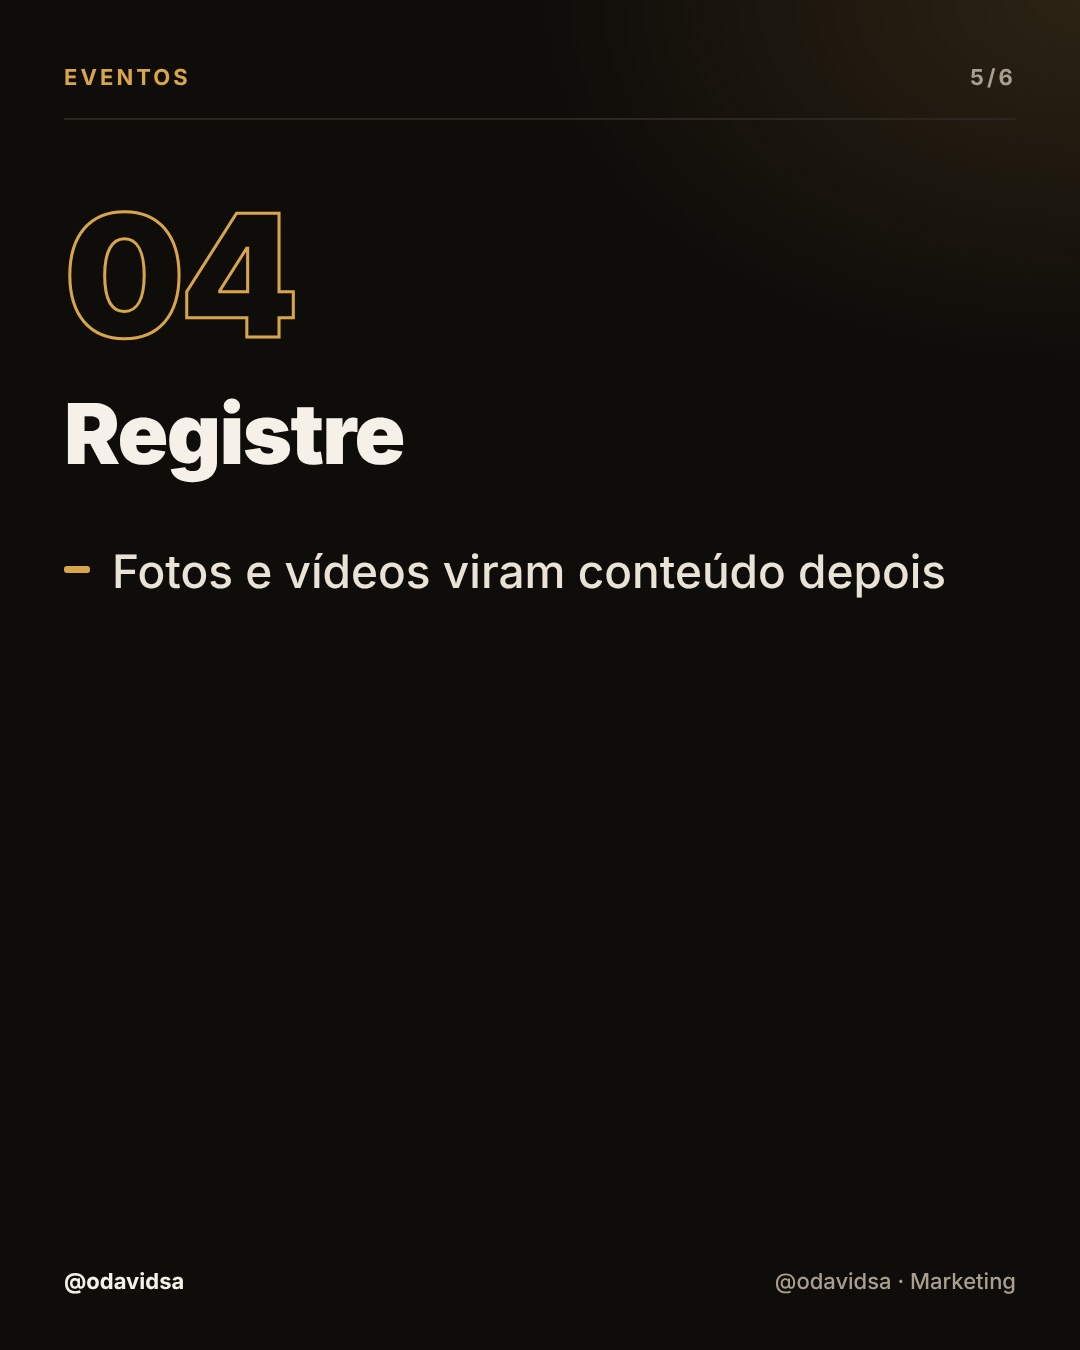 EVENTOS
5/6
04
Registre
Fotos e vídeos viram conteúdo depois
@odavidsa
@odavidsa · Marketing